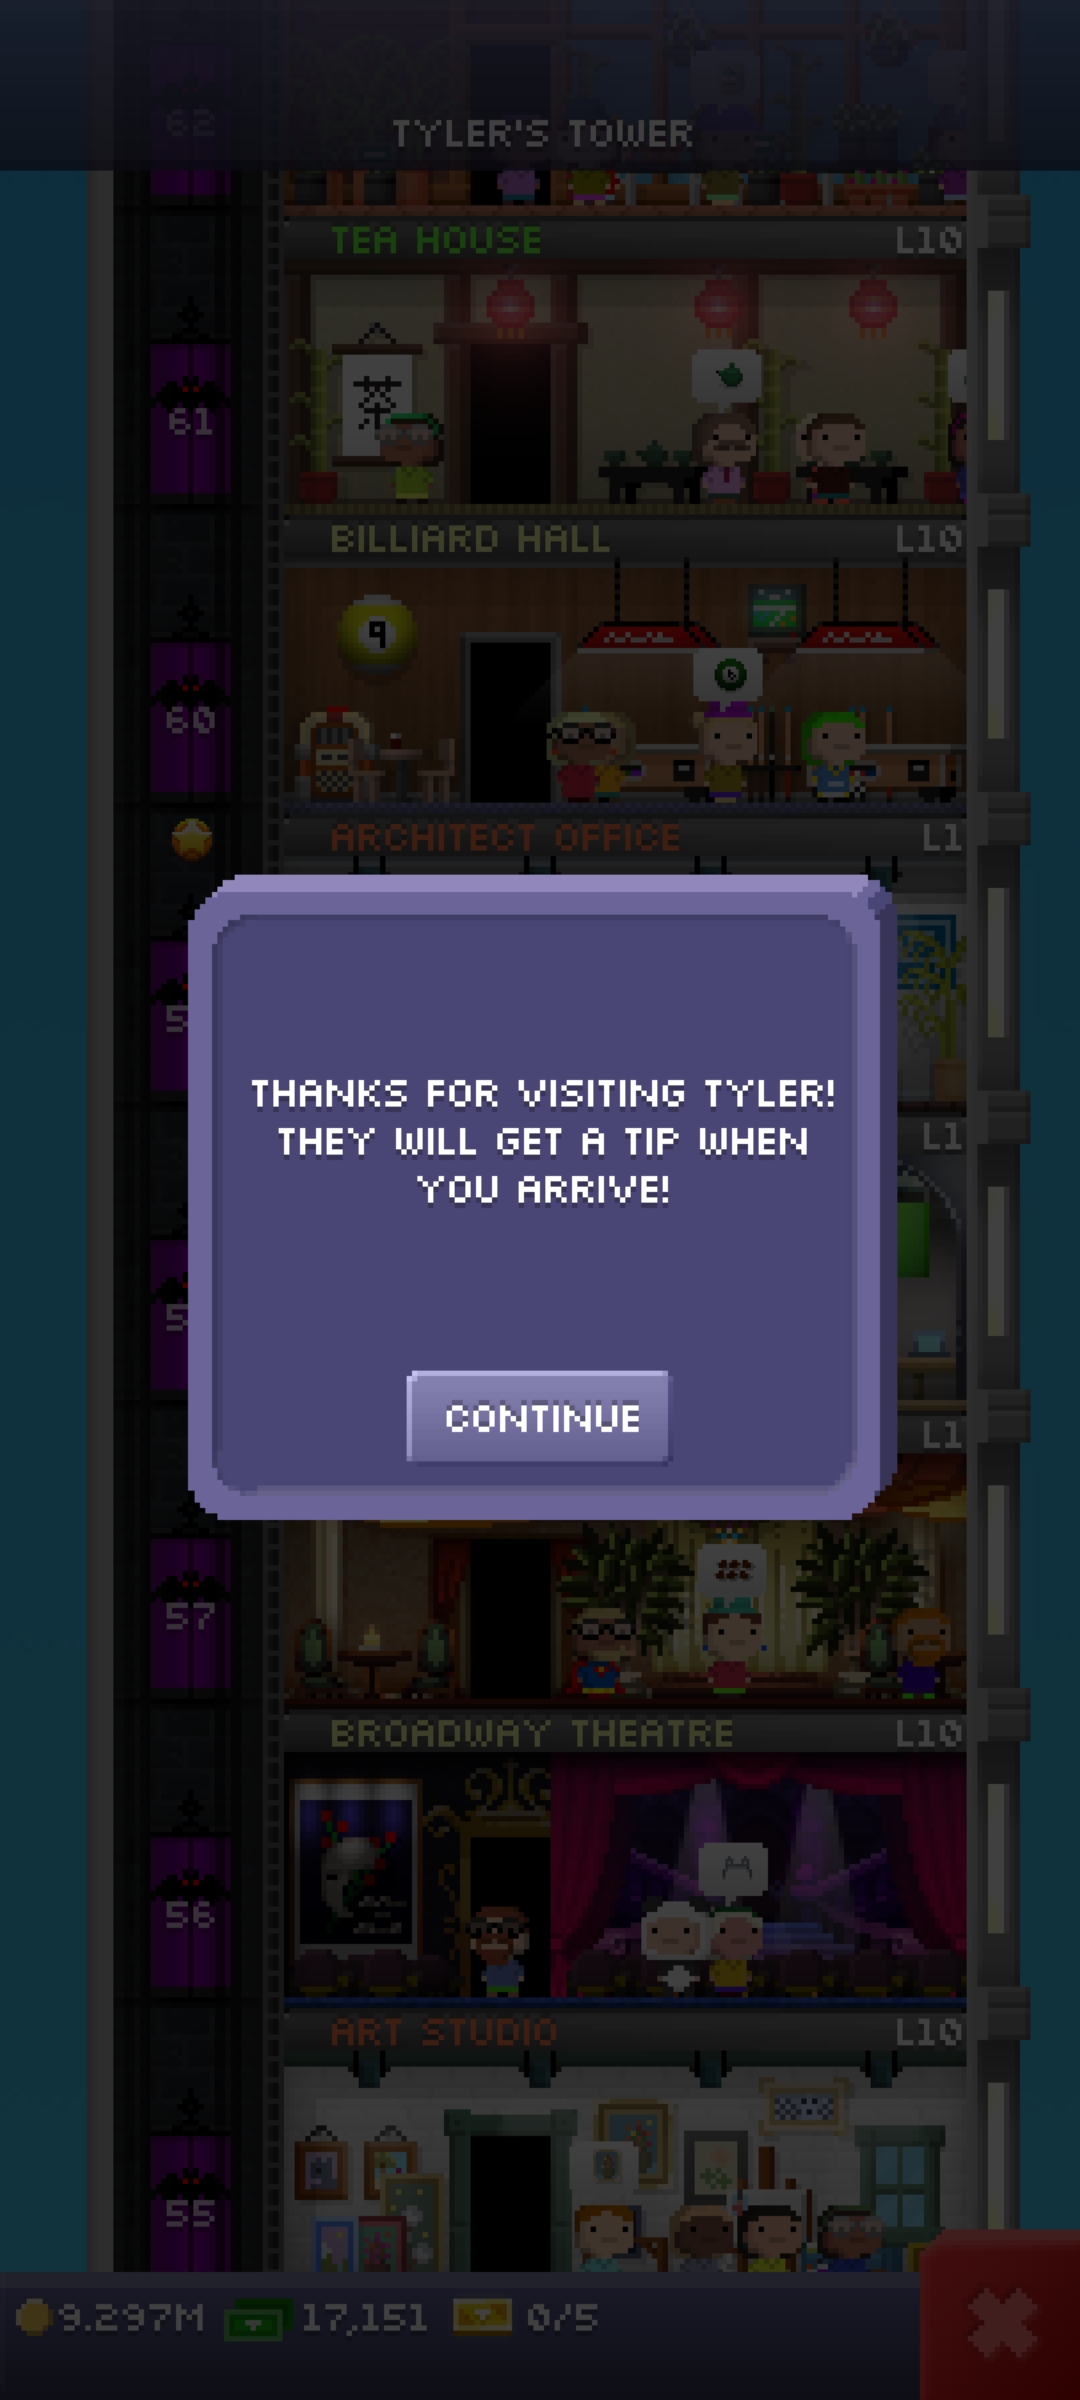 62
TYLER'S TOWER
TEA HOUSE L10
茶
61
BILLIARD HALL L10
9
60
ARCHITECT OFFICE L1
5
L1
THANKS FOR VISITING TYLER!
THEY WILL GET A TIP WHEN
YOU ARRIVE!
5
CONTINUE
L1
57
BROADWAY THEATRE L10
56
ART STUDIO L10
55
9.297M 17,151 0/5